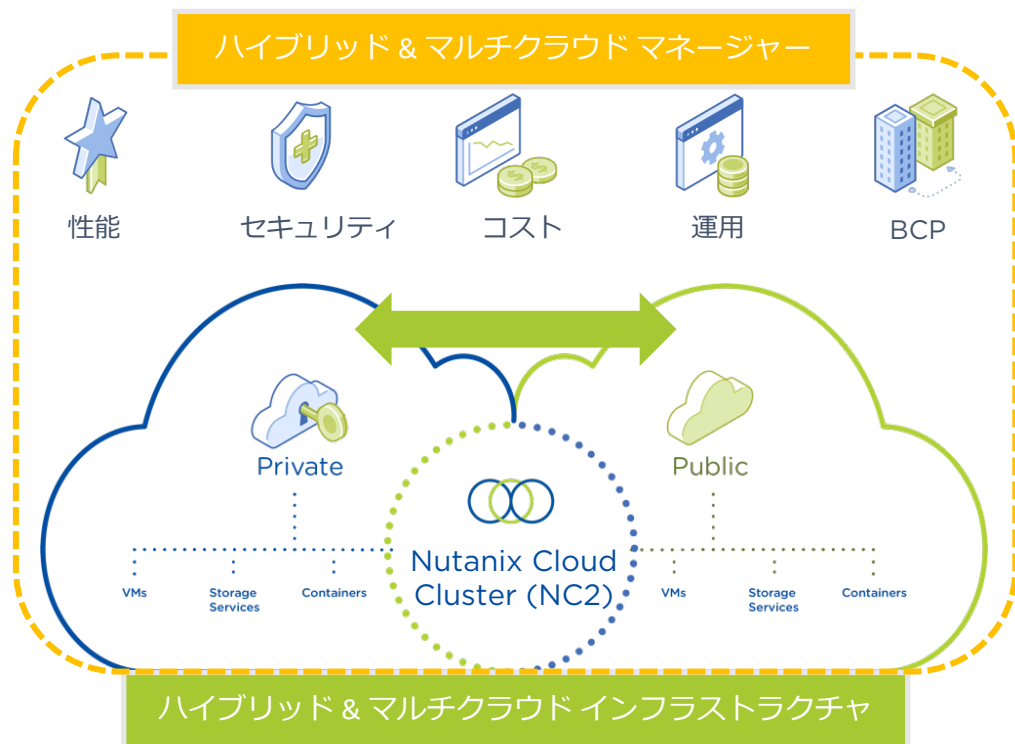 ハイブリッド & マルチクラウド マネージャー
性能
セキュリティ
コスト
運用
BCP
Private
Public
Nutanix Cloud
Cluster (NC2)
VMs
Storage
Services
Containers
VMs
Storage
Services
Containers
ハイブリッド & マルチクラウド インフラストラクチャ